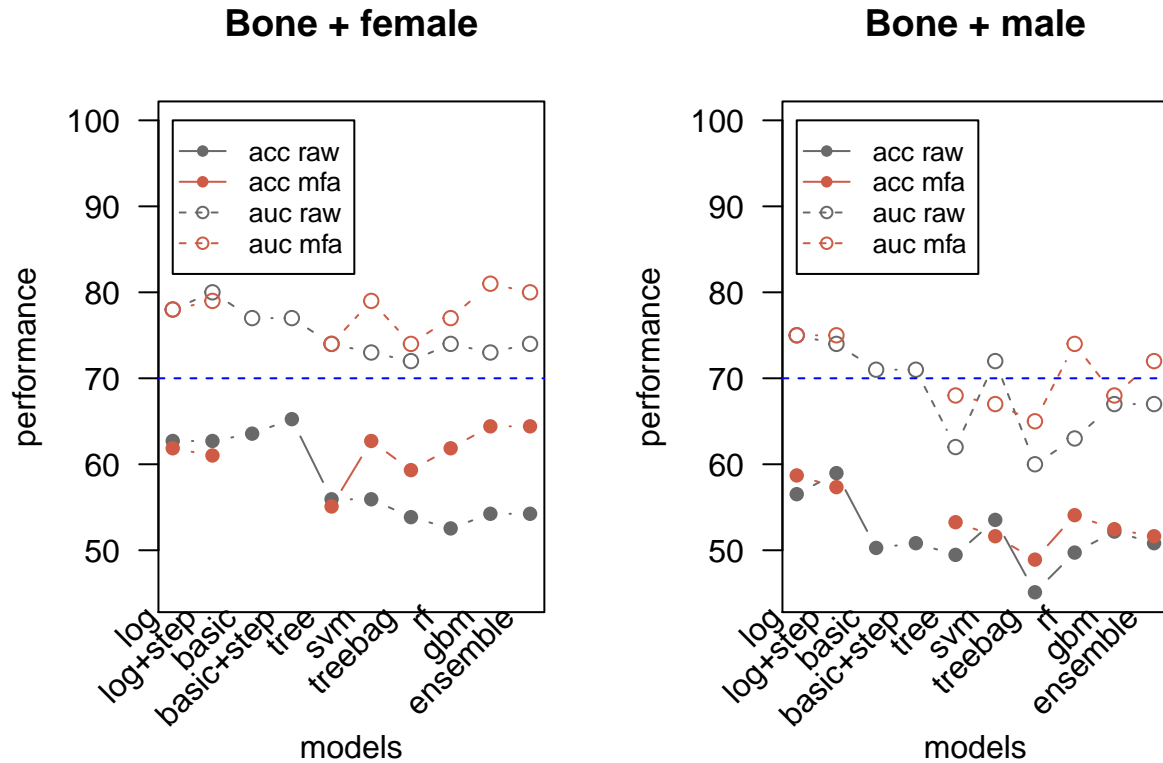 Bone + female
performance
100
90
80
70
60
50
acc raw
acc mfa
auc raw
auc mfa
log
log+step
basic
basic+step
tree
svm
treebag
rf
gbm
ensemble
models
Bone + male
performance
100
90
80
70
60
50
acc raw
acc mfa
auc raw
auc mfa
log
log+step
basic
basic+step
tree
svm
treebag
rf
gbm
ensemble
models